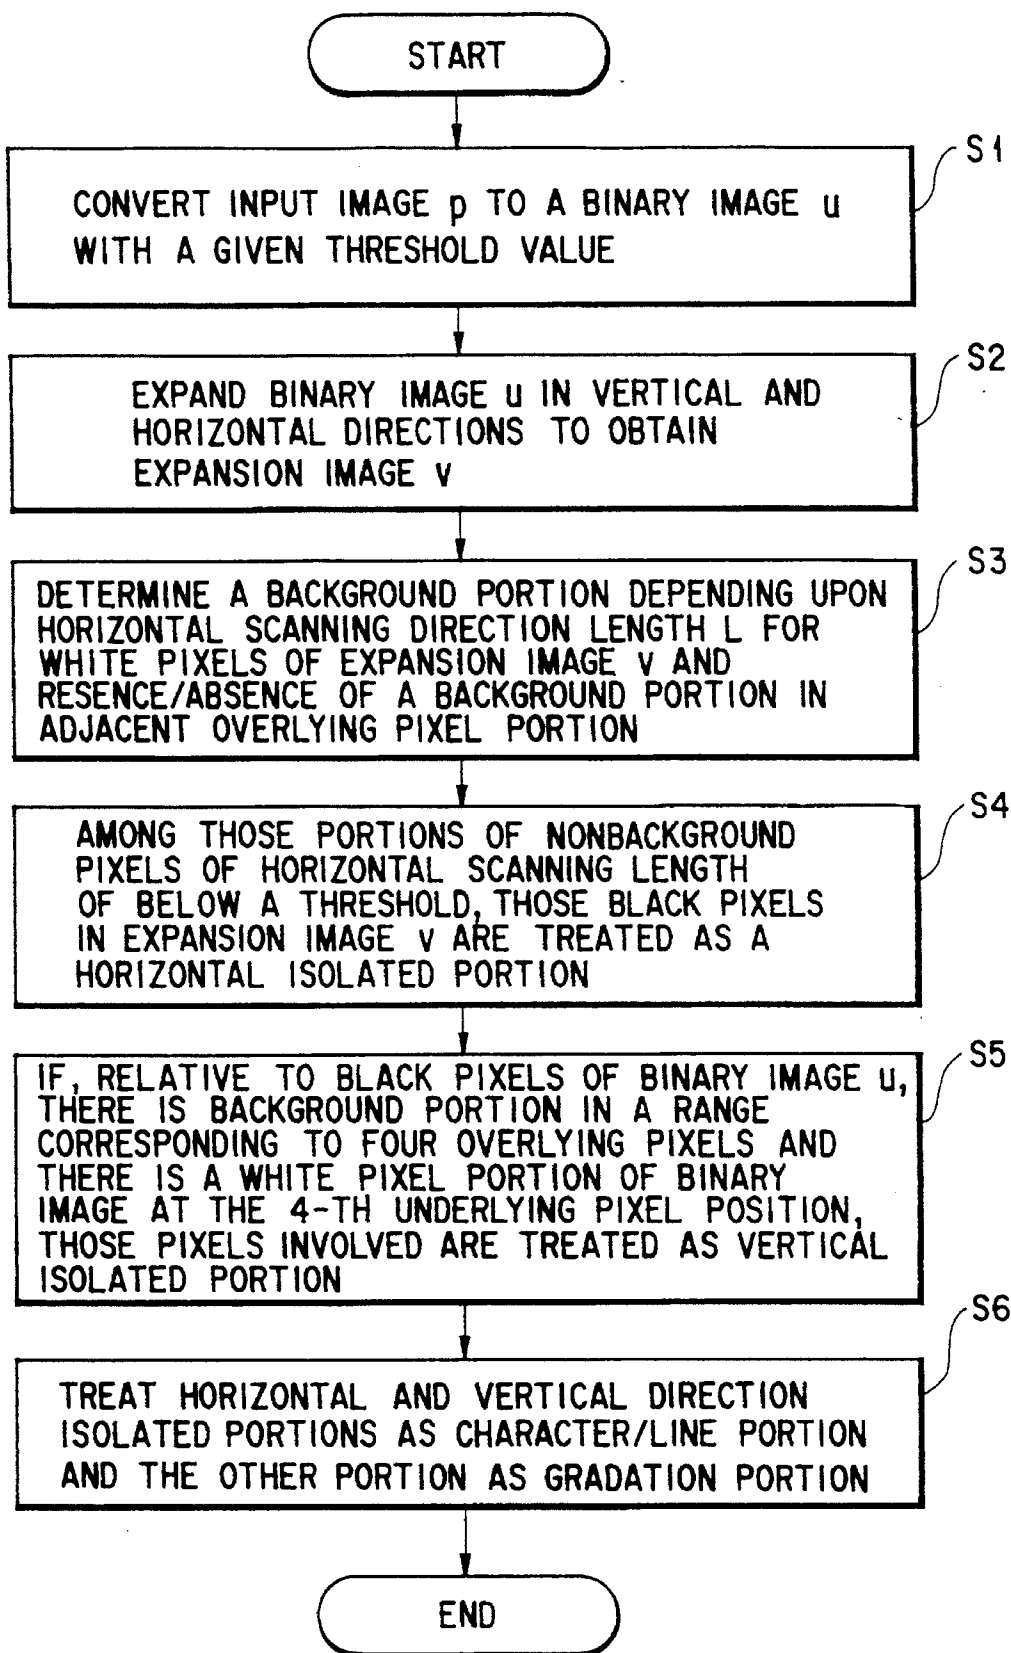 START
S1
CONVERT INPUT IMAGE p TO A BINARY IMAGE u
WITH A GIVEN THRESHOLD VALUE
S2
EXPAND BINARY IMAGE u IN VERTICAL AND
HORIZONTAL DIRECTIONS TO OBTAIN
EXPANSION IMAGE v
S3
DETERMINE A BACKGROUND PORTION DEPENDING UPON
HORIZONTAL SCANNING DIRECTION LENGTH L FOR
WHITE PIXELS OF EXPANSION IMAGE v AND
RESENCE/ABSENCE OF A BACKGROUND PORTION IN
ADJACENT OVERLYING PIXEL PORTION
S4
AMONG THOSE PORTIONS OF NONBACKGROUND
PIXELS OF HORIZONTAL SCANNING LENGTH
OF BELOW A THRESHOLD, THOSE BLACK PIXELS
IN EXPANSION IMAGE v ARE TREATED AS A
HORIZONTAL ISOLATED PORTION
S5
IF, RELATIVE TO BLACK PIXELS OF BINARY IMAGE u,
THERE IS BACKGROUND PORTION IN A RANGE
CORRESPONDING TO FOUR OVERLYING PIXELS AND
THERE IS A WHITE PIXEL PORTION OF BINARY
IMAGE AT THE 4-TH UNDERLYING PIXEL POSITION,
THOSE PIXELS INVOLVED ARE TREATED AS VERTICAL
ISOLATED PORTION
S6
TREAT HORIZONTAL AND VERTICAL DIRECTION
ISOLATED PORTIONS AS CHARACTER/LINE PORTION
AND THE OTHER PORTION AS GRADATION PORTION
END